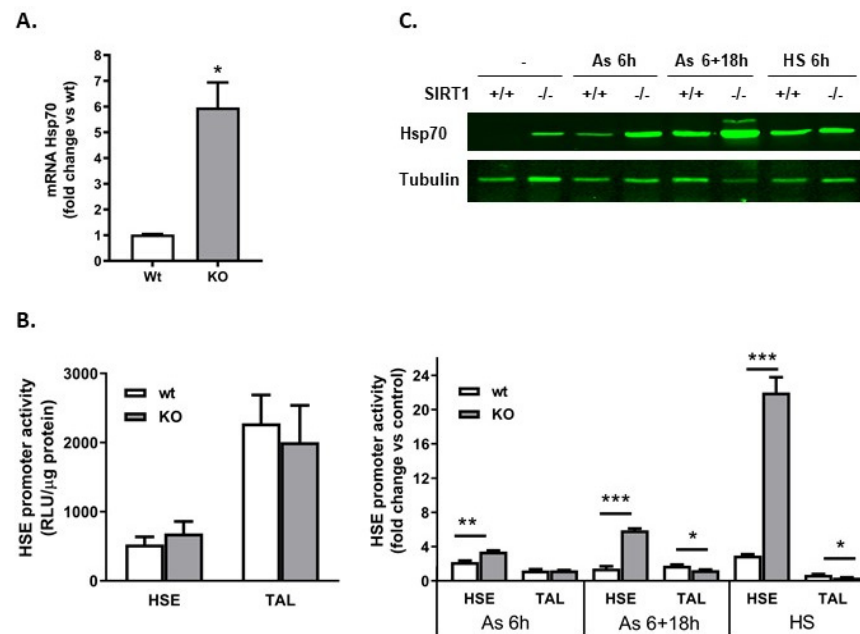 A.
mRNA Hsp70
(fold change vs wt)
8
7
6
5
4
3
2
1
0
*
Wt KO
C.
- As 6h As 6+18h HS 6h
SIRT1 +/+ -/- +/+ -/- +/+ -/- +/+ -/-
Hsp70
Tubulin
B.
HSE promoter activity
(RLU/µg protein)
3000
2000
1000
0
wt
KO
HSE TAL
HSE promoter activity
(fold change vs control)
24
20
16
12
8
4
0
wt
KO
** *** * *** *
HSE TAL HSE TAL HSE TAL
As 6h As 6+18h HS